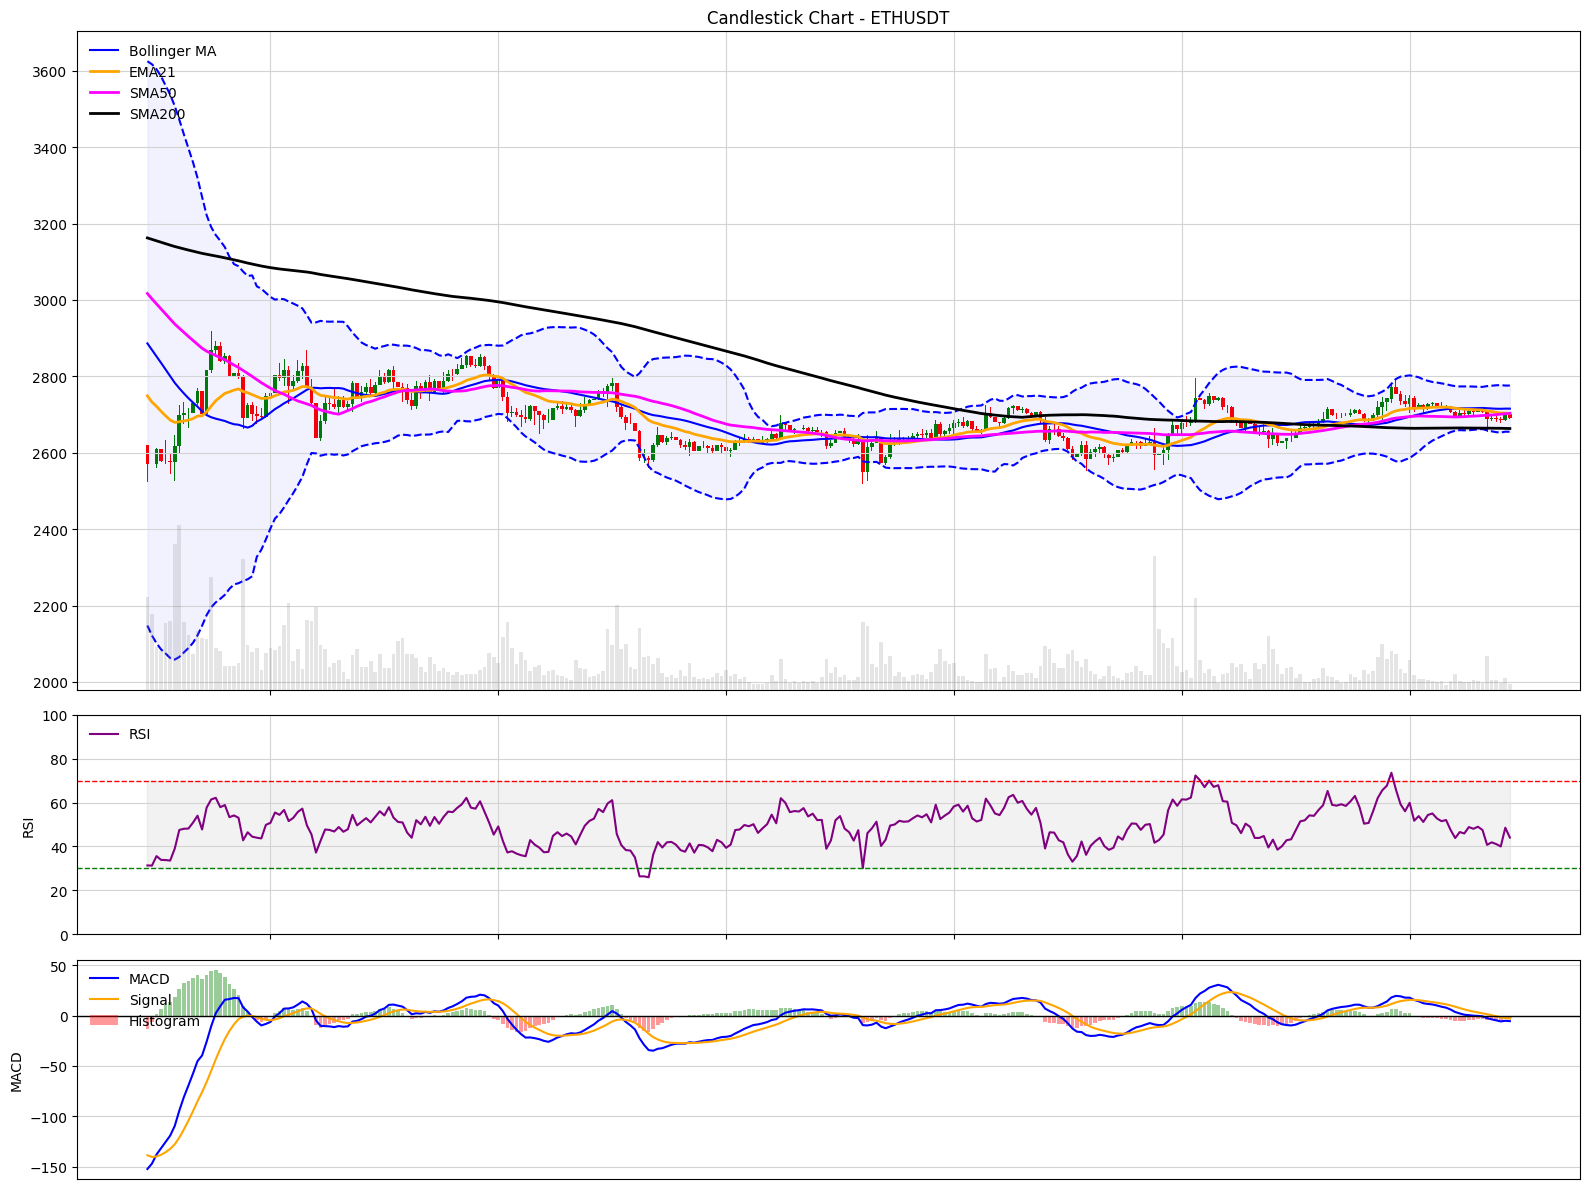 Candlestick Chart - ETHUSDT
Bollinger MA
EMA21
SMA50
SMA200
3600
3400
3200
3000
2800
2600
2400
2200
2000
RSI
100
80
60
40
20
0
RSI
MACD
Signal
Histogram
50
0
−50
−100
−150
MACD